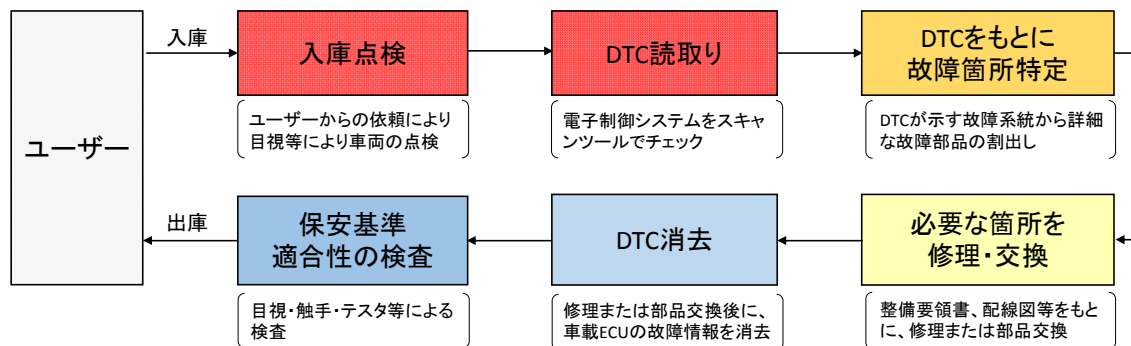 ユーザー
入庫
入庫点検
ユーザーからの依頼により
目視等により車両の点検
DTC読取り
電子制御システムをスキャ
ンツールでチェック
DTCをもとに
故障箇所特定
DTCが示す故障系統から詳細
な故障部品の割出し
必要な箇所を
修理・交換
整備要領書、配線図等をもと
に、修理または部品交換
DTC消去
修理または部品交換後に、
車載ECUの故障情報を消去
保安基準
適合性の検査
目視・触手・テスタ等による
検査
出庫